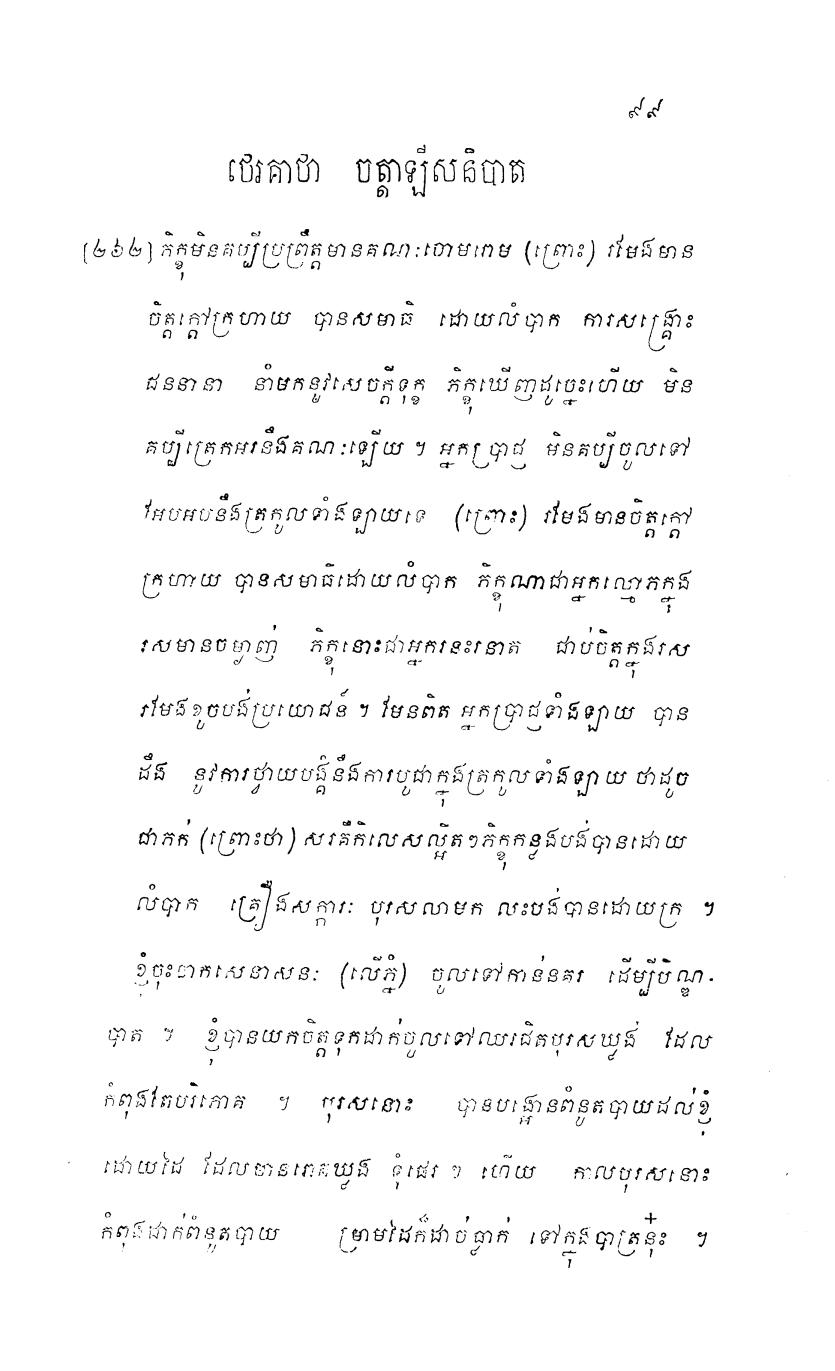 ៩៩
ថេរគាថា ចត្តាឡីសនិបាត
[២៦២] ភិក្ខុមិនគប្បីប្រព្រឹត្តមានគណៈចោមរោម (ព្រោះ) រមែងមាន
ចិត្តក្តៅក្រហាយ បានសមាធិ ដោយលំបាក ការសង្គ្រោះ
ជននានា នាំមកនូវសេចក្តីទុក្ខ ភិក្ខុឃើញដូច្នេះហើយ មិន
គប្បីត្រេកអរនឹងគណៈឡើយ ។ អ្នកប្រាជ្ញ មិនគប្បីចូលទៅ
អែបអបនឹងត្រកូលទាំងឡាយទេ (ព្រោះ) រមែងមានចិត្តក្តៅ
ក្រហាយ បានសមាធិដោយលំបាក ភិក្ខុណាជាអ្នកល្មោភក្នុង
រសមានចម្លាញ់ ភិក្ខុនោះជាអ្នករនះរនាត ជាប់ចិត្តក្នុងរស
រមែងខូចបង់ប្រយោជន៍ ។ មែនពិត អ្នកប្រាជ្ញទាំងឡាយ បាន
ដឹង នូវការថ្វាយបង្គំនឹងការបូជាក្នុងត្រកូលទាំងឡាយ ថាដូច
ជាភក់ (ព្រោះថា) សរគឺកិលេសល្អិតៗភិក្ខុកន្លងបង់បានដោយ
លំបាក គ្រឿងសក្ការៈ បុរសលាមក លះបង់បានដោយក្រ ។
ខ្ញុំចុះចាកសេនាសនៈ (លើភ្នំ) ចូលទៅកាន់នគរ ដើម្បីបិណ្ឌ-
បាត ។ ខ្ញុំបានយកចិត្តទុកដាក់ចូលទៅឈរជិតបុរសឃ្លង់ ដែល
កំពុងតែបរិភោគ ។ បុរសនោះ បានបង្អោនពំនូតបាយដល់ខ្ញុំ
ដោយដៃ ដែលមានរោគឃ្លង់ ទុំផេរ ។ ហើយ កាលបុរសនោះ
កំពុងដាក់ពំនូតបាយ ម្រាមដៃក៏ដាច់ធ្លាក់ ទៅក្នុងបាត្រនុ៎ះ ។